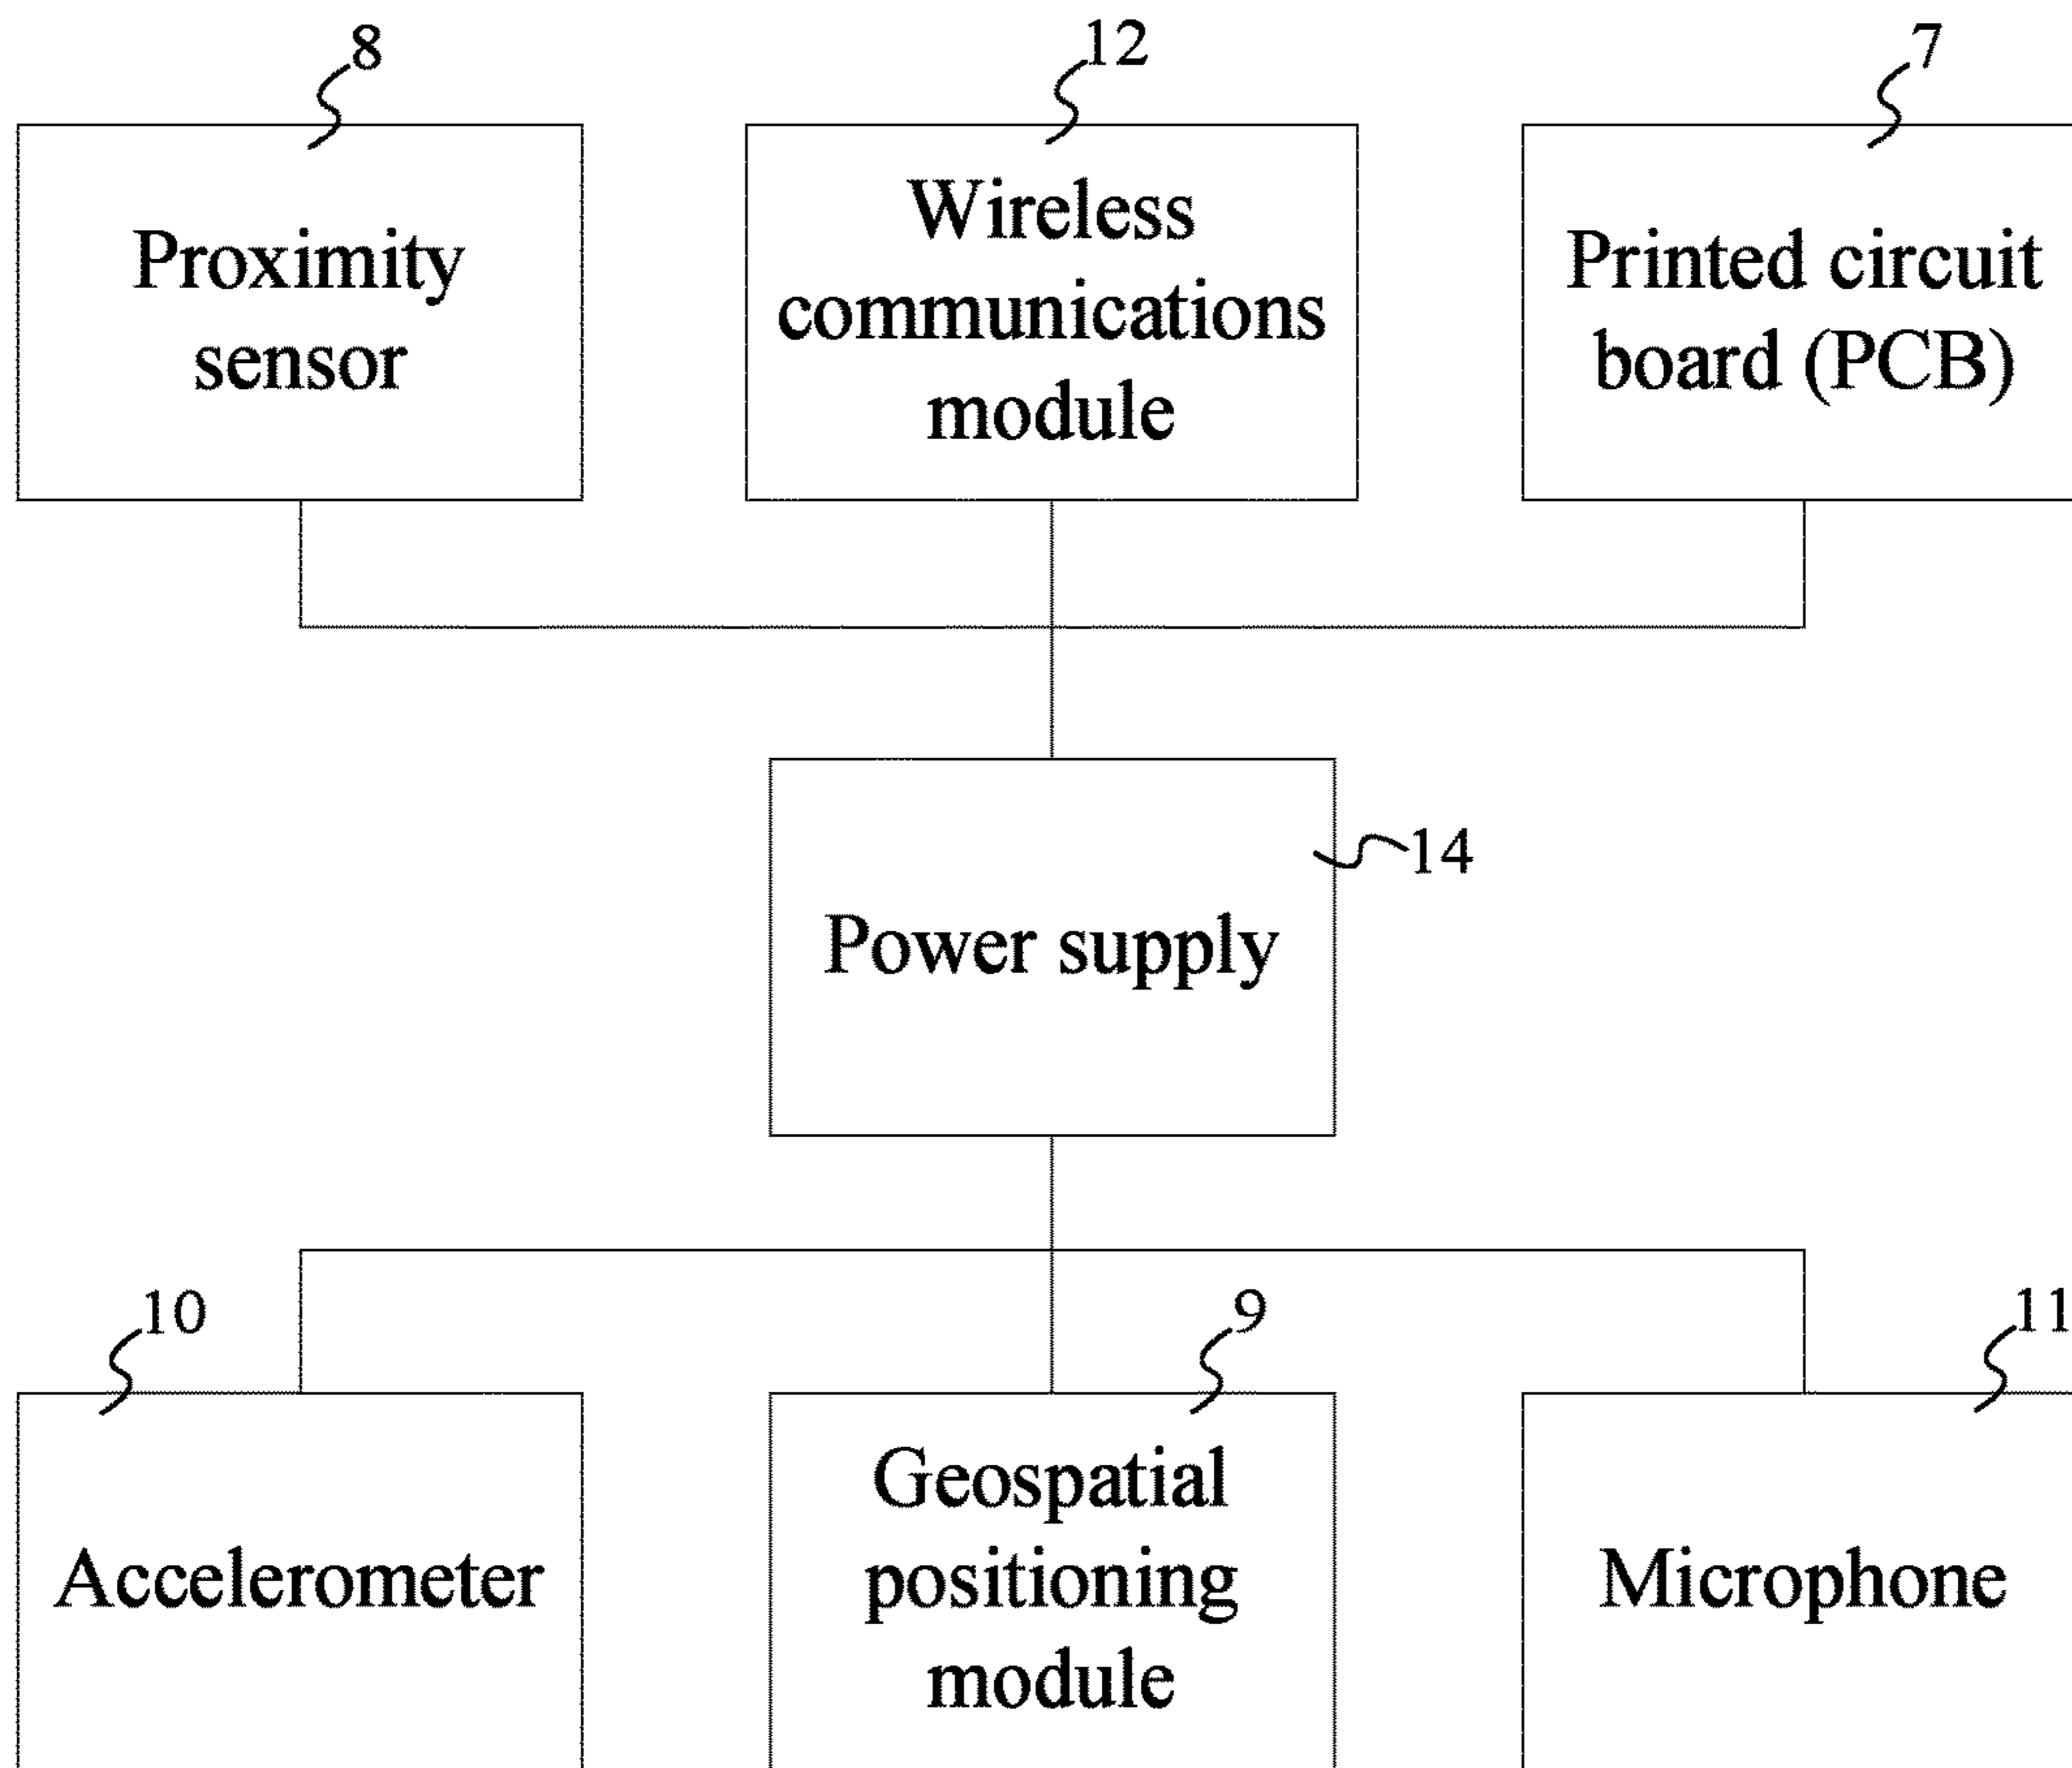 8
12
7
Proximity
sensor
Wireless
communications
module
Printed circuit
board (PCB)
14
Power supply
10
9
11
Accelerometer
Geospatial
positioning
module
Microphone